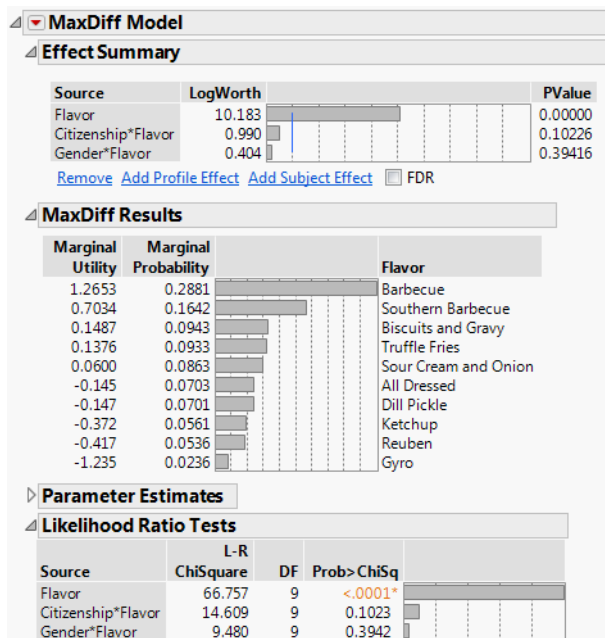 MaxDiff Model
Effect Summary
Source LogWorth PValue
Flavor 10.183 0.00000
Citizenship*Flavor 0.990 0.10226
Gender*Flavor 0.404 0.39416
Remove Add Profile Effect Add Subject Effect FDR
MaxDiff Results
Marginal Marginal
Utility Probability Flavor
1.2653 0.2881 Barbecue
0.7034 0.1642 Southern Barbecue
0.1487 0.0943 Biscuits and Gravy
0.1376 0.0933 Truffle Fries
0.0600 0.0863 Sour Cream and Onion
-0.145 0.0703 All Dressed
-0.147 0.0701 Dill Pickle
-0.372 0.0561 Ketchup
-0.417 0.0536 Reuben
-1.235 0.0236 Gyro
Parameter Estimates
Likelihood Ratio Tests
L-R
Source ChiSquare DF Prob>ChiSq
Flavor 66.757 9 <.0001*
Citizenship*Flavor 14.609 9 0.1023
Gender*Flavor 9.480 9 0.3942